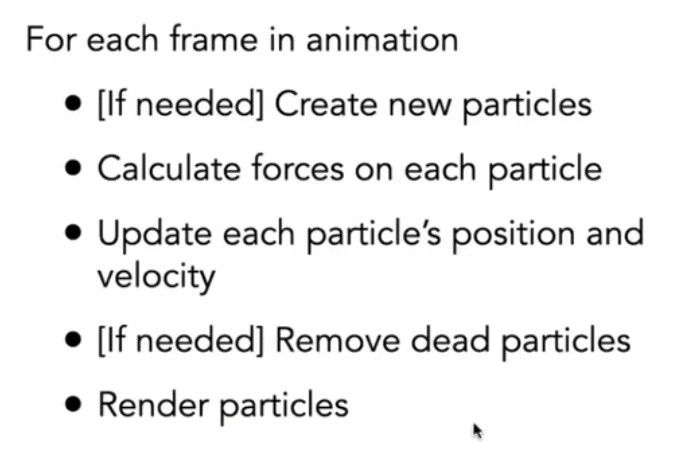 For each frame in animation
• [If needed] Create new particles
• Calculate forces on each particle
• Update each particle’s position and
velocity
• [If needed] Remove dead particles
• Render particles